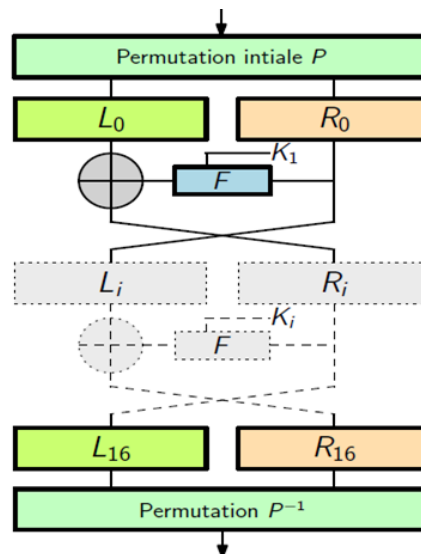 Permutation intiale P
L₀ R₀
K₁
F
Lᵢ Rᵢ
Kᵢ
F
L₁₆ R₁₆
Permutation P⁻¹